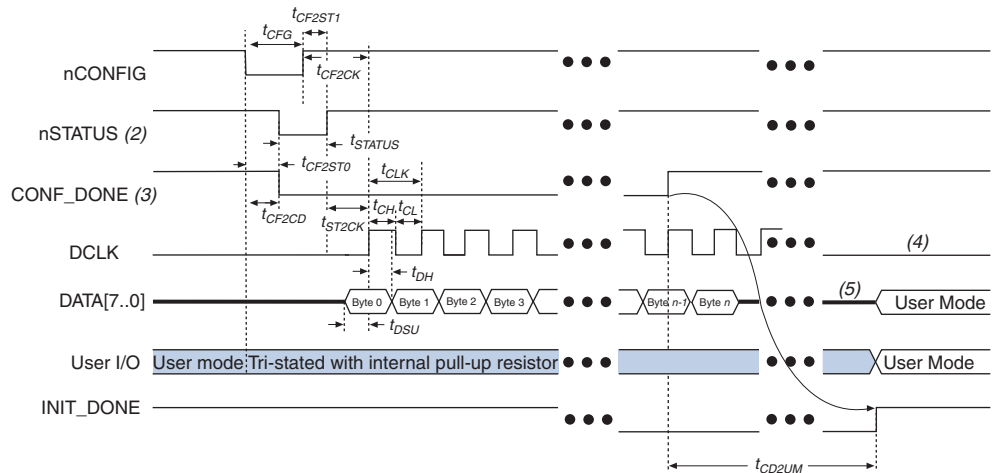 tCF2ST1
tCFG
nCONFIG
tCF2CK
nSTATUS (2)
tSTATUS
tCF2ST0
tCLK
CONF_DONE (3)
tCF2CD
tST2CK
tCH
tCL
DCLK
(4)
tDH
DATA[7..0]
Byte 0
Byte 1
Byte 2
Byte 3
Byte n-1
Byte n
(5)
User Mode
tDSU
User I/O
User mode
Tri-stated with internal pull-up resistor
User Mode
INIT_DONE
tCD2UM